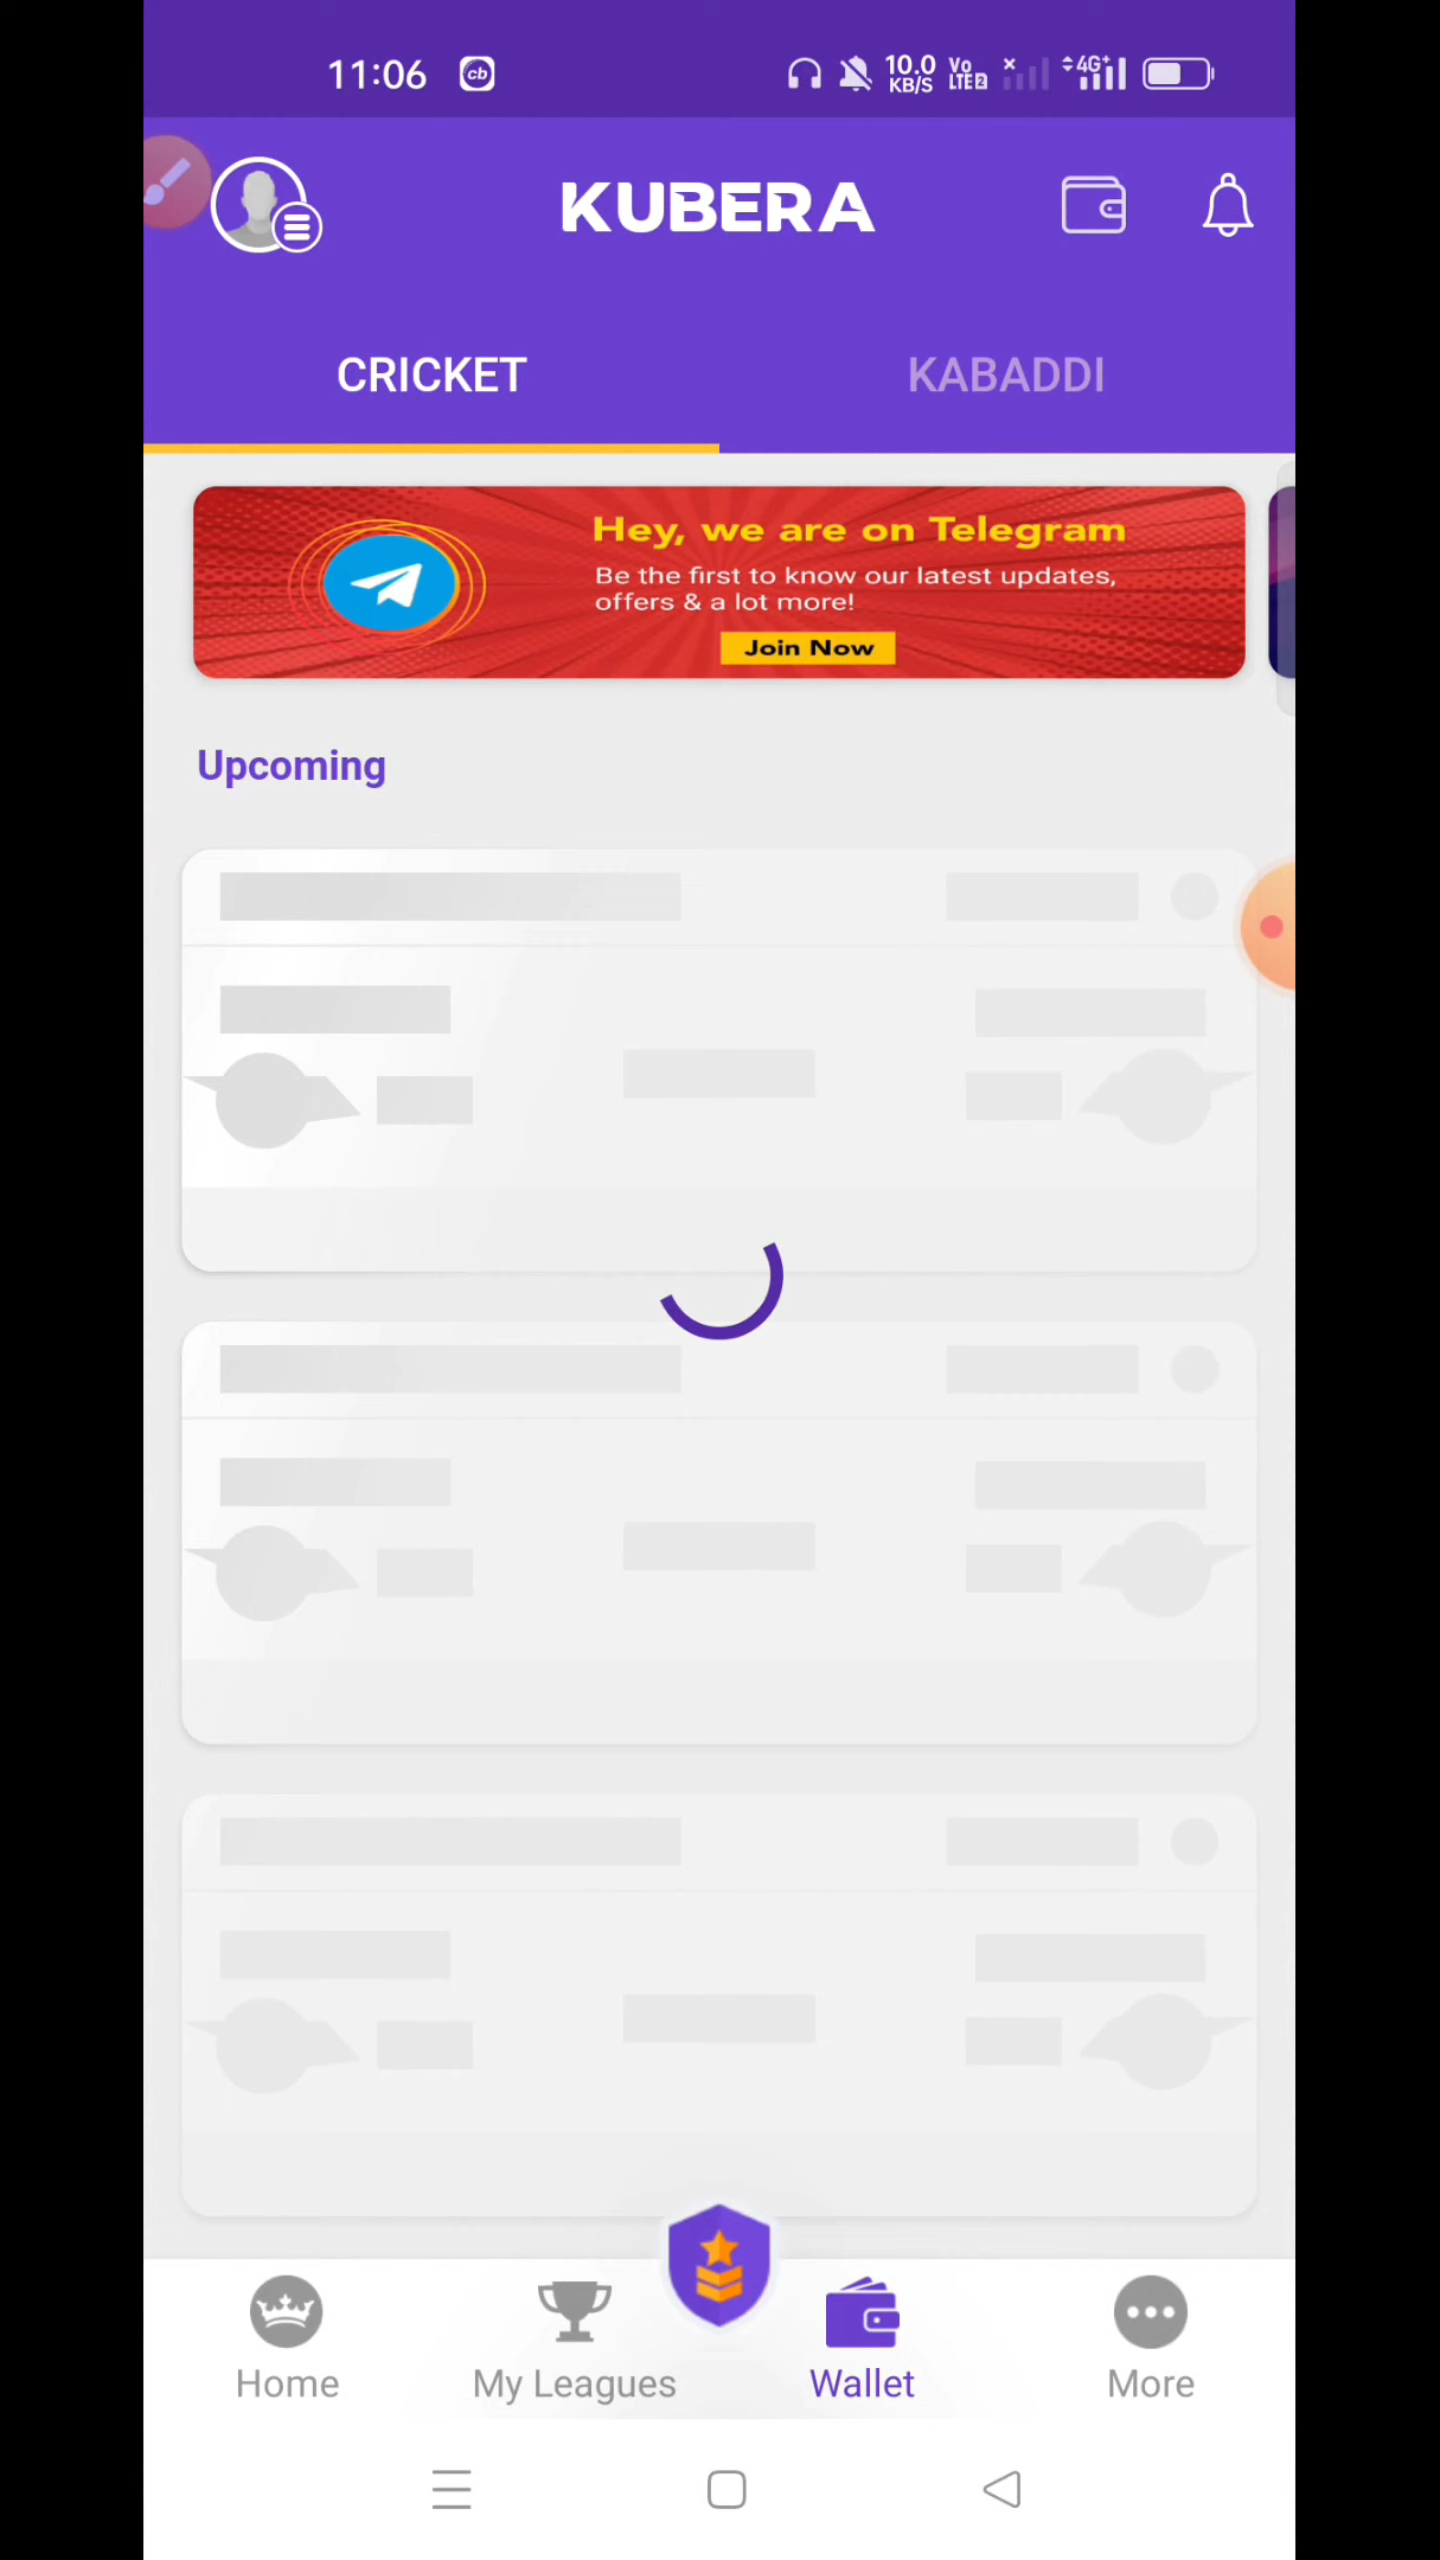 11:06
cb
10.0
KB/S
Vo
LTE2
4G+
KUBERA
CRICKET
KABADDI
Hey, we are on Telegram
Be the first to know our latest updates,
offers & a lot more!
Join Now
Upcoming
Home
My Leagues
Wallet
More